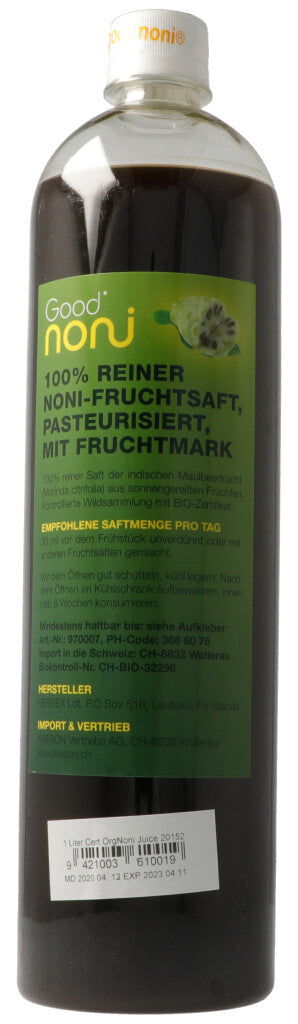 goodnoni®
Good®
noni
100% REINER
NONI-FRUCHTSAFT,
PASTEURISIERT,
MIT FRUCHTMARK
100% reiner Saft der indischen Maulbeerfrucht
(Morinda citrifolia) aus sonnengereiften Früchten.
Kontrollierte Wildsammlung mit BIO-Zertifikat.
EMPFOHLENE SAFTMENGE PRO TAG
30 ml vor dem Frühstück unverdünnt oder mit
anderen Fruchtsäften gemischt.
Vor dem Öffnen gut schütteln, kühl lagern. Nach
dem Öffnen im Kühlschrank aufbewahren, inner-
halb 8 Wochen konsumieren.
Mindestens haltbar bis: siehe Aufkleber
Art.-Nr.: 970007, PH-Code: 366 60 76
Import in die Schweiz: CH-8832 Wollerau
Biokontroll-Nr. CH-BIO-32296
HERSTELLER
HERBEX Ldt, P.O.Box 516, Lautoka, Fiji-Islands
IMPORT & VERTRIEB
KRESON Vertriebs AG, CH-8832 Wollerau
www.kreson.ch
1 Liter Cert OrgNoni Juice 20152
9 421003 610019
MD 2020 04 12 EXP 2023 04 11